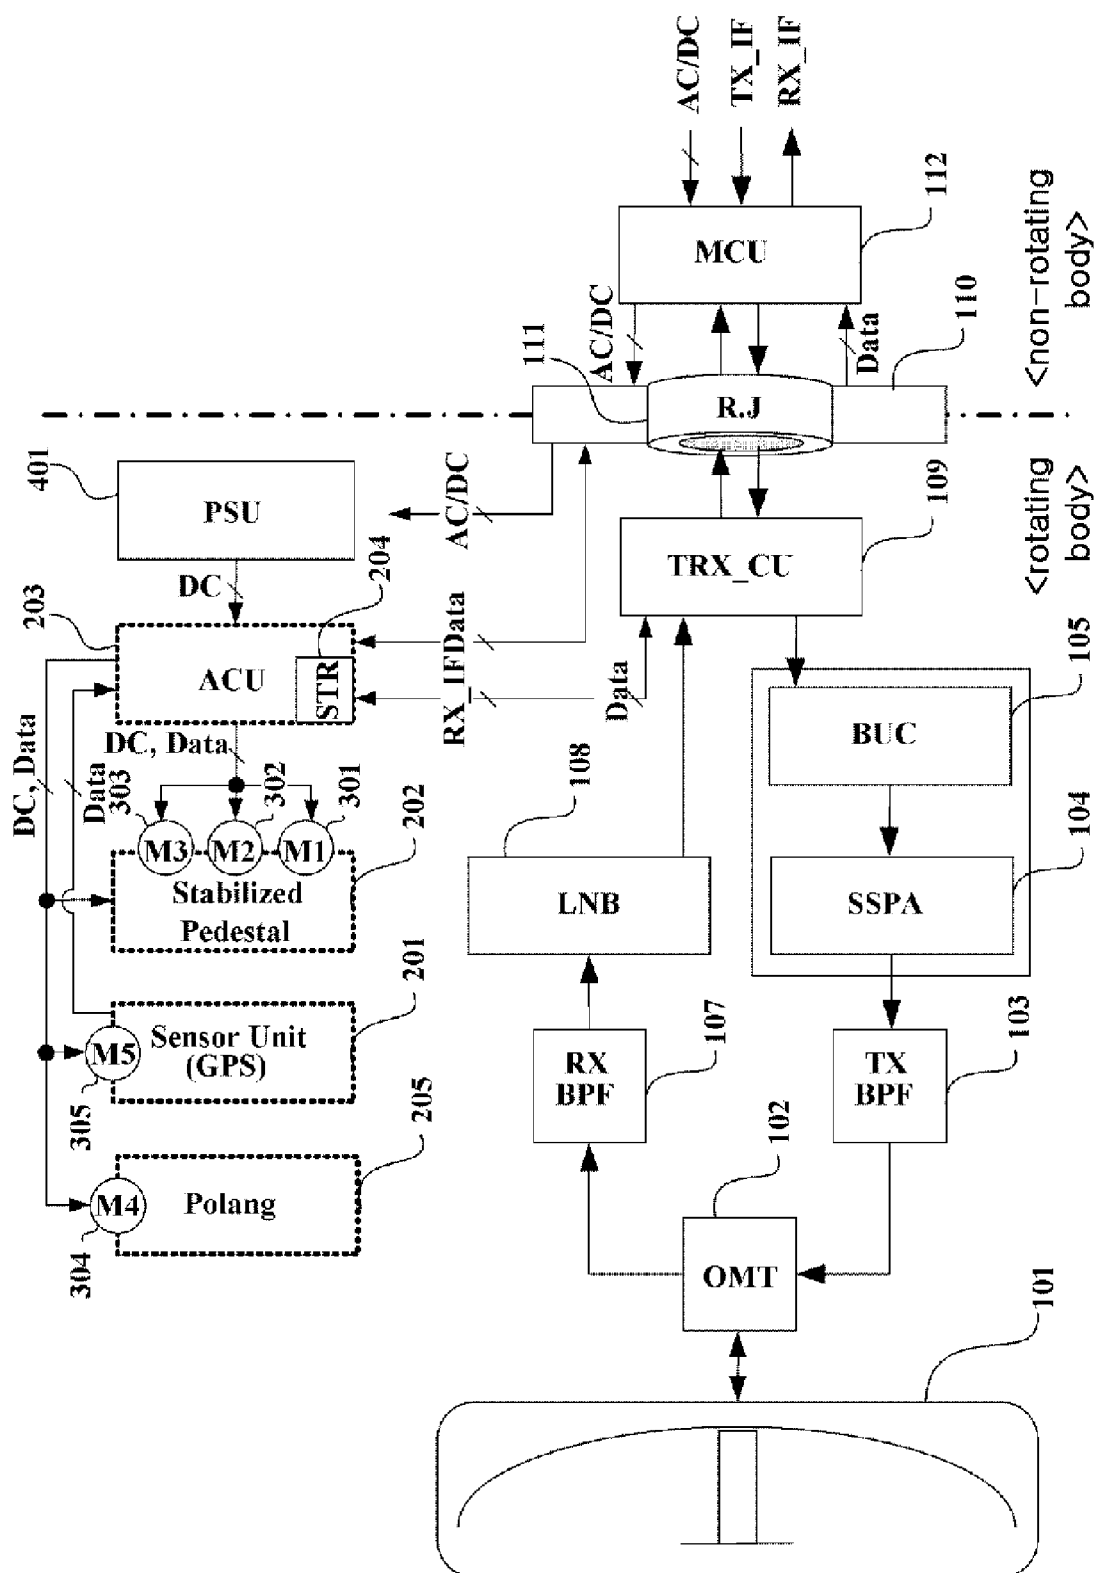 AC/DC
TX_IF
RX_IF
MCU
112
<non-rotating
body>
AC/DC
Data
110
111
R.J
401
PSU
AC/DC
109
TRX_CU
<rotating
body>
DC
204
203
ACU
STR
RX_IFData
Data
105
BUC
DC, Data
DC, Data
Data
303
302
301
M3
M2
M1
202
Stabilized
Pedestal
108
LNB
104
SSPA
201
Sensor Unit
(GPS)
M5
305
107
RX
BPF
103
TX
BPF
205
Polang
M4
304
102
OMT
101